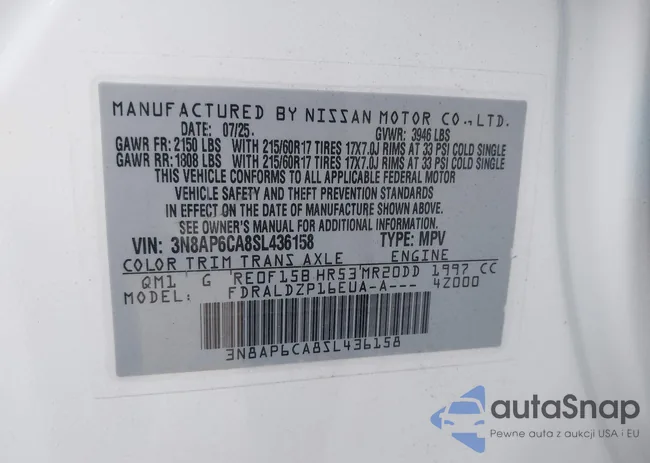 MANUFACTURED BY NISSAN MOTOR CO.,LTD.
DATE 07/25. GVWR: 3946 LBS
GAWR FR: 2150 LBS WITH 215/60R17 TIRES 17X7.0J RIMS AT 33 PSI COLD SINGLE
GAWR RR: 1808 LBS WITH 215/60R17 TIRES 17X7.0J RIMS AT 33 PSI COLD SINGLE
THIS VEHICLE CONFORMS TO ALL APPLICABLE FEDERAL MOTOR
VEHICLE SAFETY AND THEFT PREVENTION STANDARDS
IN EFFECT ON THE DATE OF MANUFACTURE SHOWN ABOVE.
SEE OWNER'S MANUAL FOR ADDITIONAL INFORMATION
VIN: 3N8AP6CA8SL436158 TYPE: MPV
COLOR TRIM TRANS AXLE ENGINE
QM1 G RE0F15B HR53 MR20DD 1997 CC
MODEL FDRALDZP16EUA-A--- 4Z000
3N8AP6CA8SL436158
autaSnap
Pewne auta z aukcji USA i EU